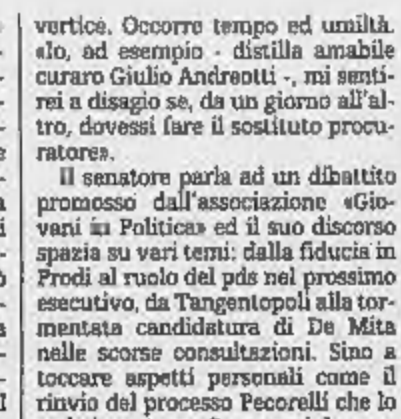 vertice. Occorre tempo ed umiltà.
«Io, ad esempio - distilla amabile
curaro Giulio Andreotti -, mi senti-
rei a disagio se, da un giorno all'al-
tro, dovessi fare il sostituto procu-
ratore».
Il senatore parla ad un dibattito
promosso dall'associazione «Gio-
vani in Politica» ed il suo discorso
spazia su vari temi: dalla fiducia in
Prodi al ruolo del pds nel prossimo
esecutivo, da Tangentopoli alla tor-
mentata candidatura di De Mita
nelle scorse consultazioni. Sino a
toccare aspetti personali come il
rinvio del processo Pecorelli che lo